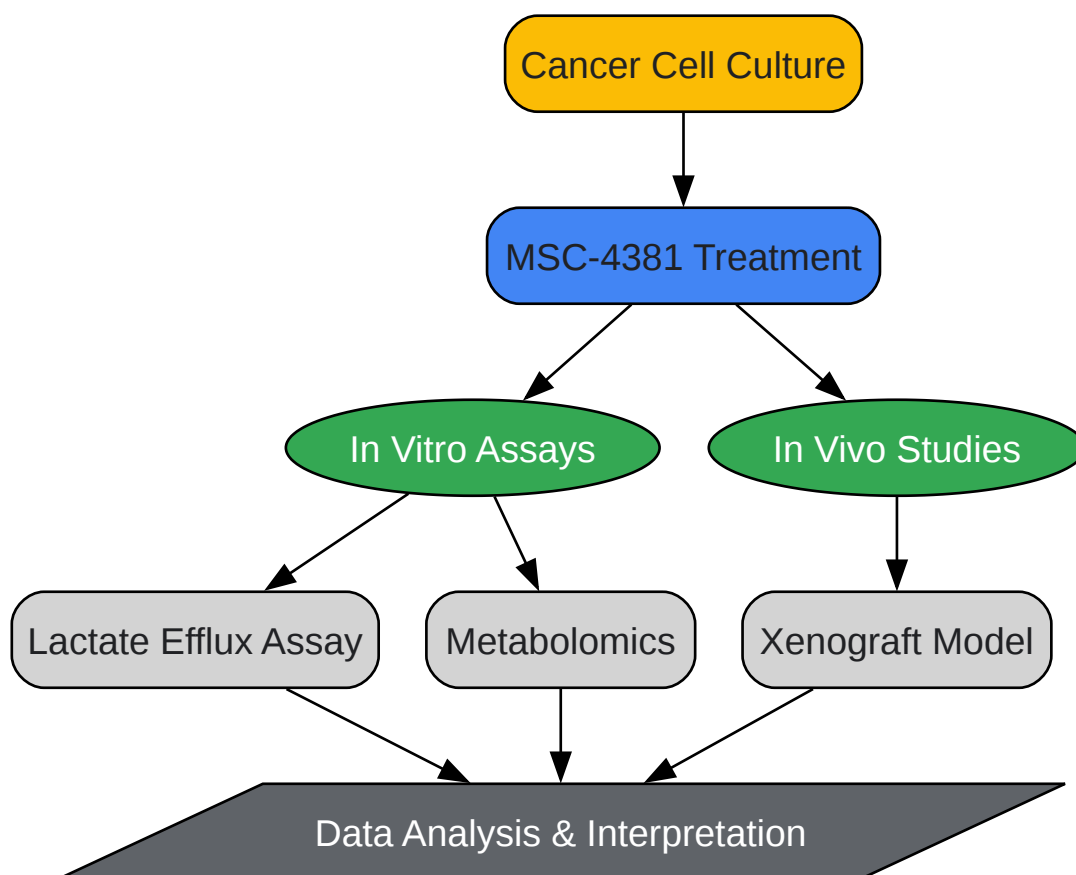 Cancer Cell Culture
MSC-4381 Treatment
In Vitro Assays
In Vivo Studies
Lactate Efflux Assay
Metabolomics
Xenograft Model
Data Analysis & Interpretation